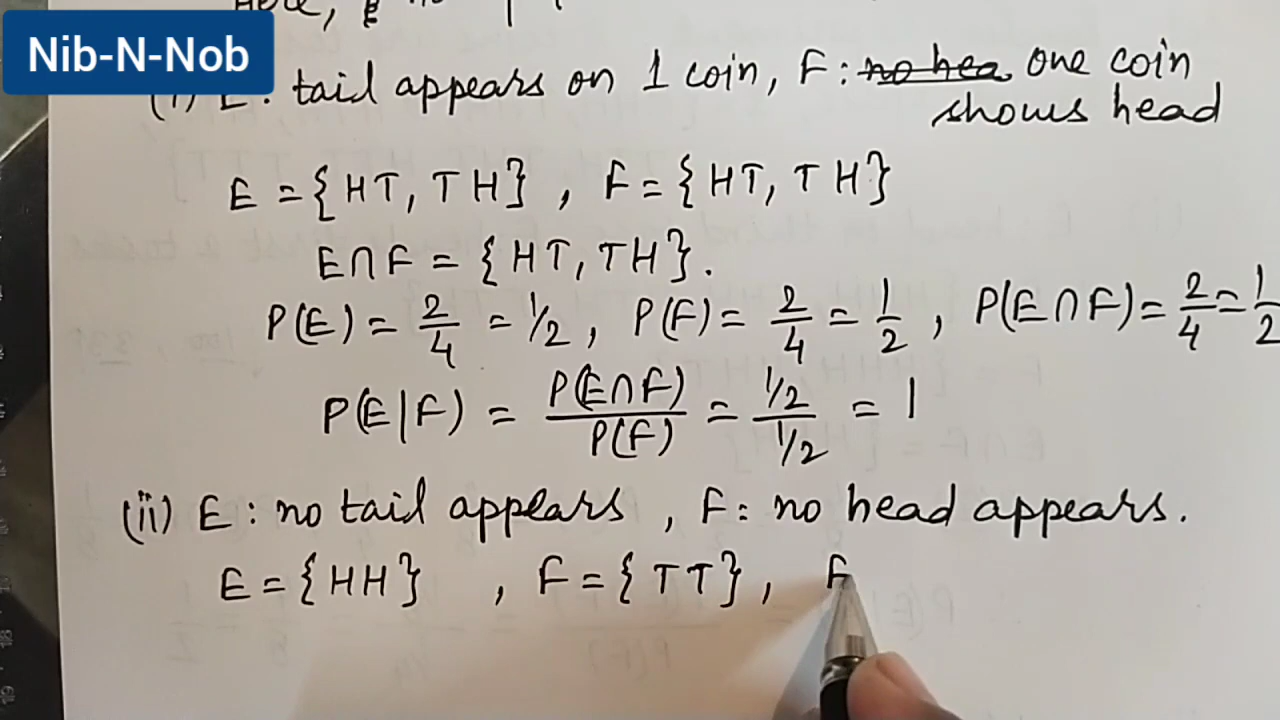 Nib-N-Nob
(i) E : tail appears on 1 coin, F : no hea one coin
shows head
E = {HT, TH} , F = {HT, TH}
E∩F = {HT, TH}.
P(E) = 2/4 = 1/2 , P(F) = 2/4 = 1/2 , P(E∩F) = 2/4 = 1/2
P(E|F) = P(E∩F)/P(F) = 1/2/1/2 = 1
(ii) E : no tail appears , F : no head appears.
E = {HH} , F = {TT} , E